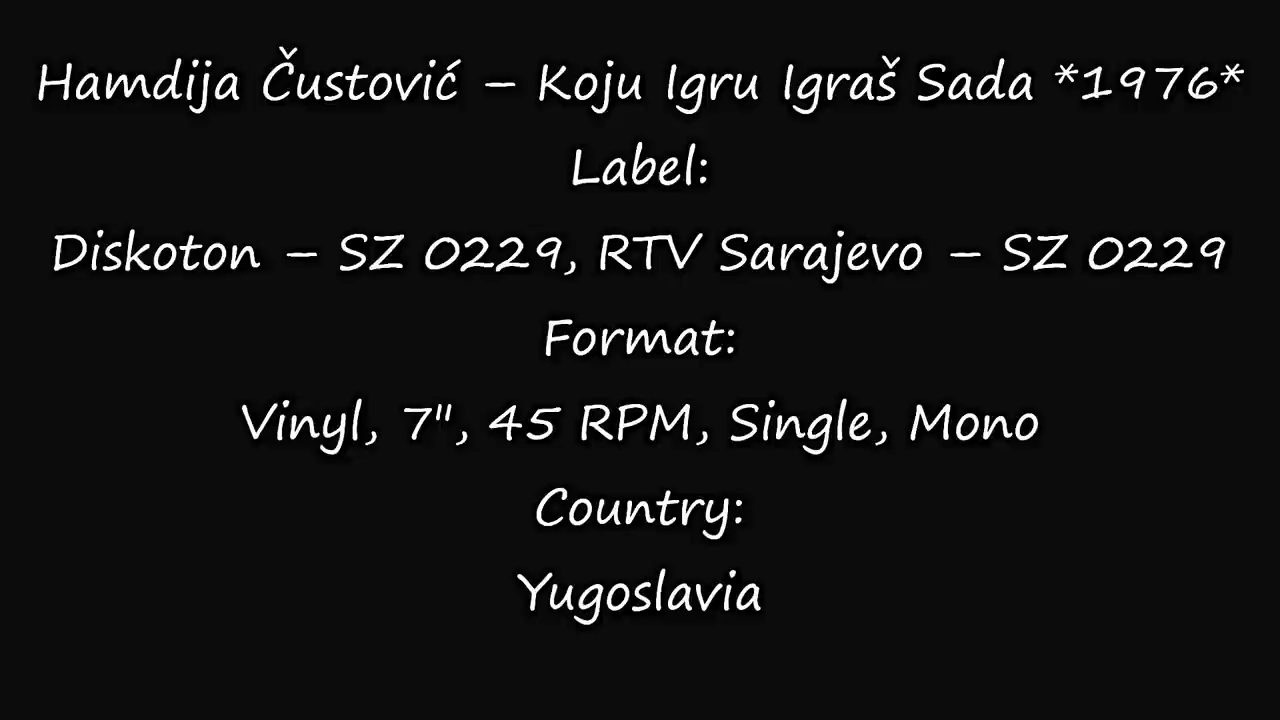 Hamdija Čustović – Koju Igru Igraš Sada *1976*
Label:
Diskoton – SZ 0229, RTV Sarajevo – SZ 0229
Format:
Vinyl, 7", 45 RPM, Single, Mono
Country:
Yugoslavia